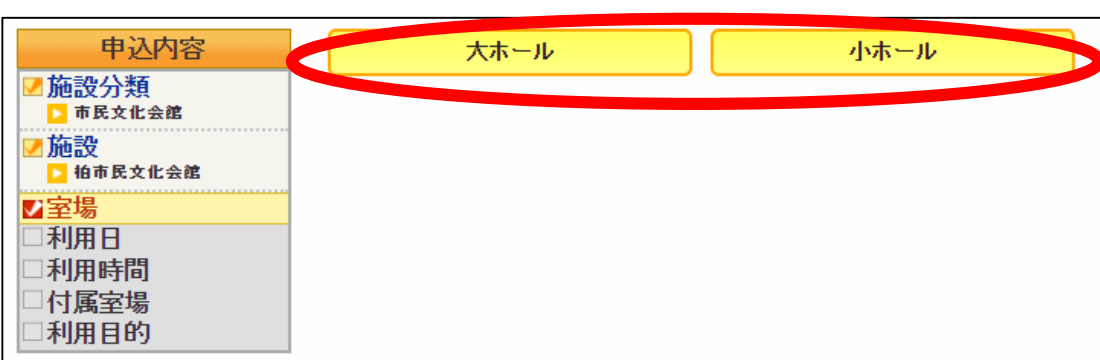 申込内容
大ホール
小ホール
施設分類
市民文化会館
施設
柏市民文化会館
室場
利用日
利用時間
付属室場
利用目的